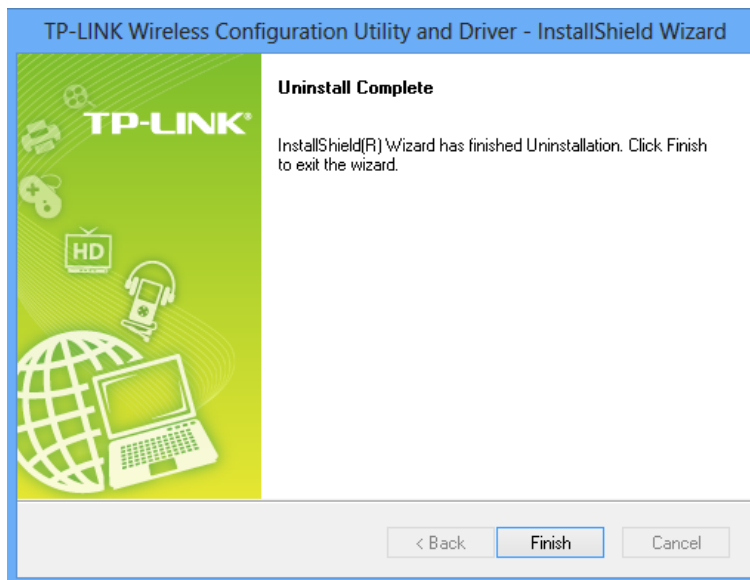 TP-LINK Wireless Configuration Utility and Driver - InstallShield Wizard
TP-LINK®
Uninstall Complete
InstallShield(R) Wizard has finished Uninstallation. Click Finish
to exit the wizard.
HD
< Back
Finish
Cancel